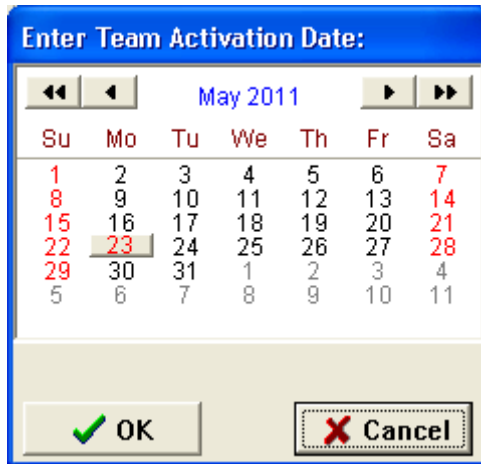 Enter Team Activation Date:
May 2011
Su Mo Tu We Th Fr Sa
1 2 3 4 5 6 7
8 9 10 11 12 13 14
15 16 17 18 19 20 21
22 23 24 25 26 27 28
29 30 31 1 2 3 4
5 6 7 8 9 10 11
OK Cancel